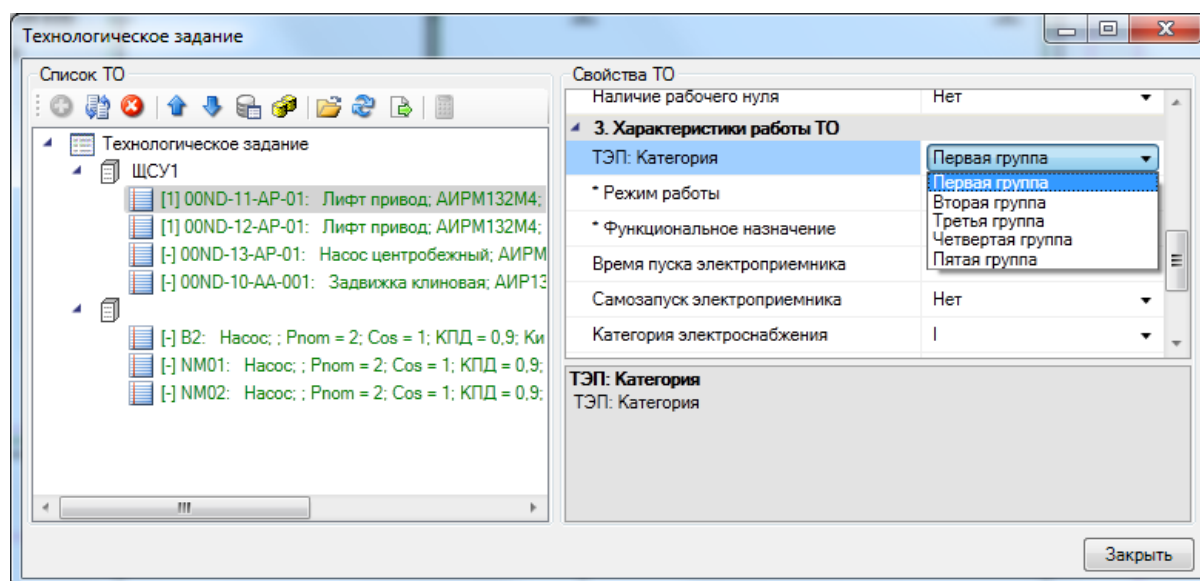 Технологическое задание
Список ТО
Технологическое задание
ЩСУ1
[1] 00ND-11-AP-01: Лифт привод; АИРМ132М4;
[1] 00ND-12-AP-01: Лифт привод; АИРМ132М4;
[-] 00ND-13-AP-01: Насос центробежный; АИРМ
[-] 00ND-10-AA-001: Задвижка клиновая; АИР13
[-] B2: Насос; ; Pnom = 2; Cos = 1; КПД = 0,9; Ки
[-] NM01: Насос; ; Pnom = 2; Cos = 1; КПД = 0,9;
[-] NM02: Насос; ; Pnom = 2; Cos = 1; КПД = 0,9;
Свойства ТО
Наличие рабочего нуля Нет
3. Характеристики работы ТО
ТЭП: Категория Первая группа
Первая группа
Вторая группа
Третья группа
Четвертая группа
Пятая группа
* Режим работы
* Функциональное назначение
Время пуска электроприемника
Самозапуск электроприемника Нет
Категория электроснабжения I
ТЭП: Категория
ТЭП: Категория
Закрыть